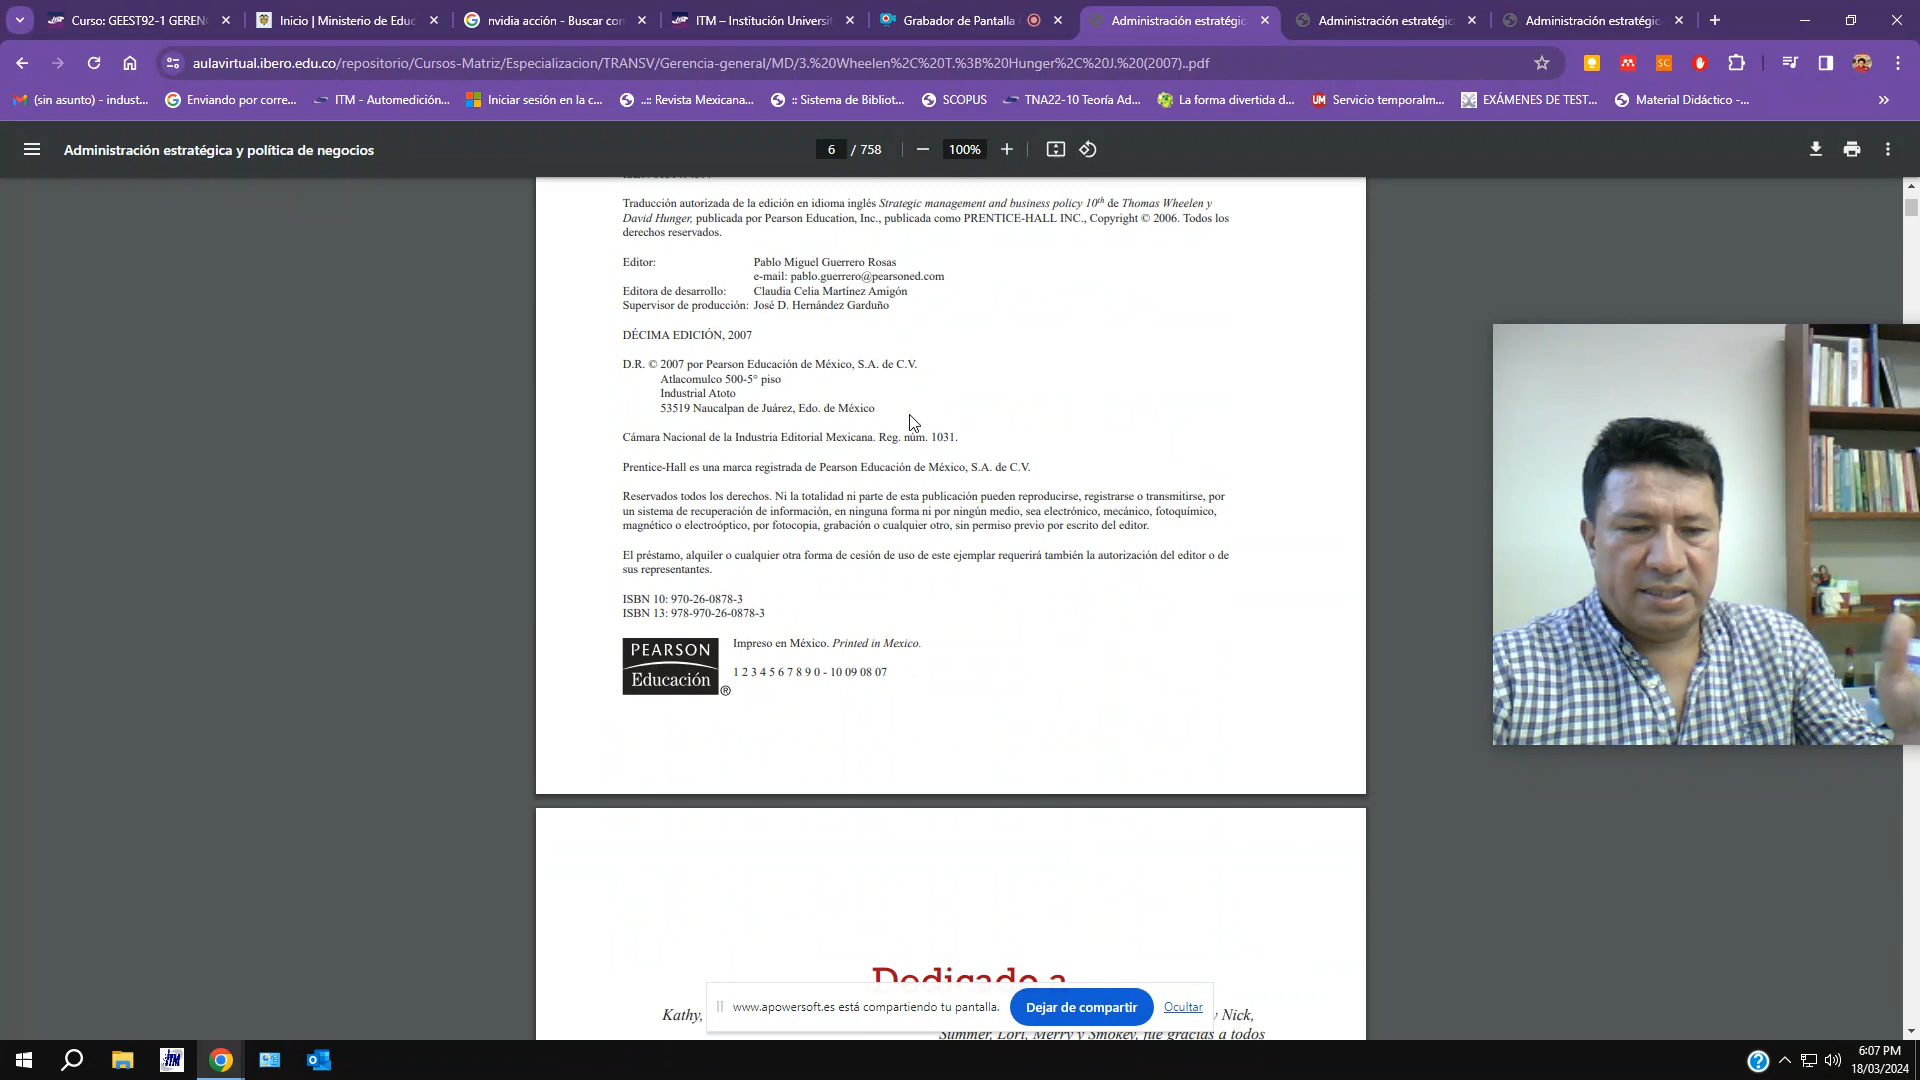 Curso: GEEST92-1 GEREN
Inicio | Ministerio de Educ
nvidia acción - Buscar con
ITM – Institución Universit
Grabador de Pantalla
Administración estratégic
Administración estratégic
Administración estratégic
aulavirtual.ibero.edu.co/repositorio/Cursos-Matriz/Especializacion/TRANSV/Gerencia-general/MD/3.%20Wheelen%2C%20T.%3B%20Hunger%2C%20J.%20(2007)..pdf
(sin asunto) - indust...
Enviando por corre...
ITM - Automedición...
Iniciar sesión en la c...
..:: Revista Mexicana...
:: Sistema de Bibliot...
SCOPUS
TNA22-10 Teoría Ad...
La forma divertida d...
Servicio temporalm...
EXÁMENES DE TEST...
Material Didáctico -...
Administración estratégica y política de negocios
6 / 758
100%
Traducción autorizada de la edición en idioma inglés Strategic management and business policy 10th de Thomas Wheelen y
David Hunger, publicada por Pearson Education, Inc., publicada como PRENTICE-HALL INC., Copyright © 2006. Todos los
derechos reservados.
Editor: Pablo Miguel Guerrero Rosas
e-mail: pablo.guerrero@pearsoned.com
Editora de desarrollo: Claudia Celia Martínez Amigón
Supervisor de producción: José D. Hernández Garduño
DÉCIMA EDICIÓN, 2007
D.R. © 2007 por Pearson Educación de México, S.A. de C.V.
Atlacomulco 500-5° piso
Industrial Atoto
53519 Naucalpan de Juárez, Edo. de México
Cámara Nacional de la Industria Editorial Mexicana. Reg. núm. 1031.
Prentice-Hall es una marca registrada de Pearson Educación de México, S.A. de C.V.
Reservados todos los derechos. Ni la totalidad ni parte de esta publicación pueden reproducirse, registrarse o transmitirse, por
un sistema de recuperación de información, en ninguna forma ni por ningún medio, sea electrónico, mecánico, fotoquímico,
magnético o electroóptico, por fotocopia, grabación o cualquier otro, sin permiso previo por escrito del editor.
El préstamo, alquiler o cualquier otra forma de cesión de uso de este ejemplar requerirá también la autorización del editor o de
sus representantes.
ISBN 10: 970-26-0878-3
ISBN 13: 978-970-26-0878-3
PEARSON
Educación
®
Impreso en México. Printed in Mexico.
1 2 3 4 5 6 7 8 9 0 - 10 09 08 07
Dedicado a
Kathy,
y Nick,
Summer, Lori, Merry y Smokey, fue gracias a todos
www.apowersoft.es está compartiendo tu pantalla.
Dejar de compartir
Ocultar
6:07 PM
18/03/2024